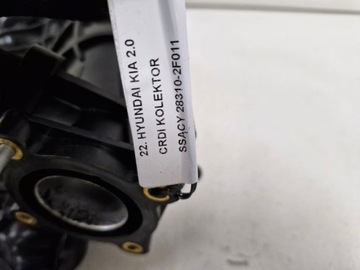 22. HYUNDAI KIA 2.0
CRDI KOLEKTOR
SSĄCY 28310-2F011